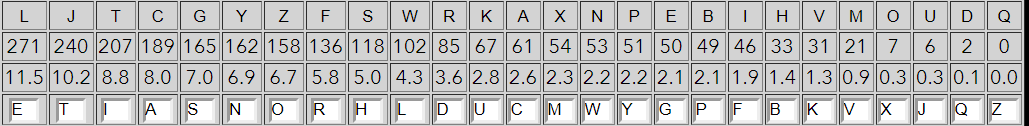 L J T C G Y Z F S W R K A X N P E B I H V M O U D Q
271 240 207 189 165 162 158 136 118 102 85 67 61 54 53 51 50 49 46 33 31 21 7 6 2 0
11.5 10.2 8.8 8.0 7.0 6.9 6.7 5.8 5.0 4.3 3.6 2.8 2.6 2.3 2.2 2.2 2.1 2.1 1.9 1.4 1.3 0.9 0.3 0.3 0.1 0.0
E T I A S N O R H L D U C M W Y G P F B K V X J Q Z